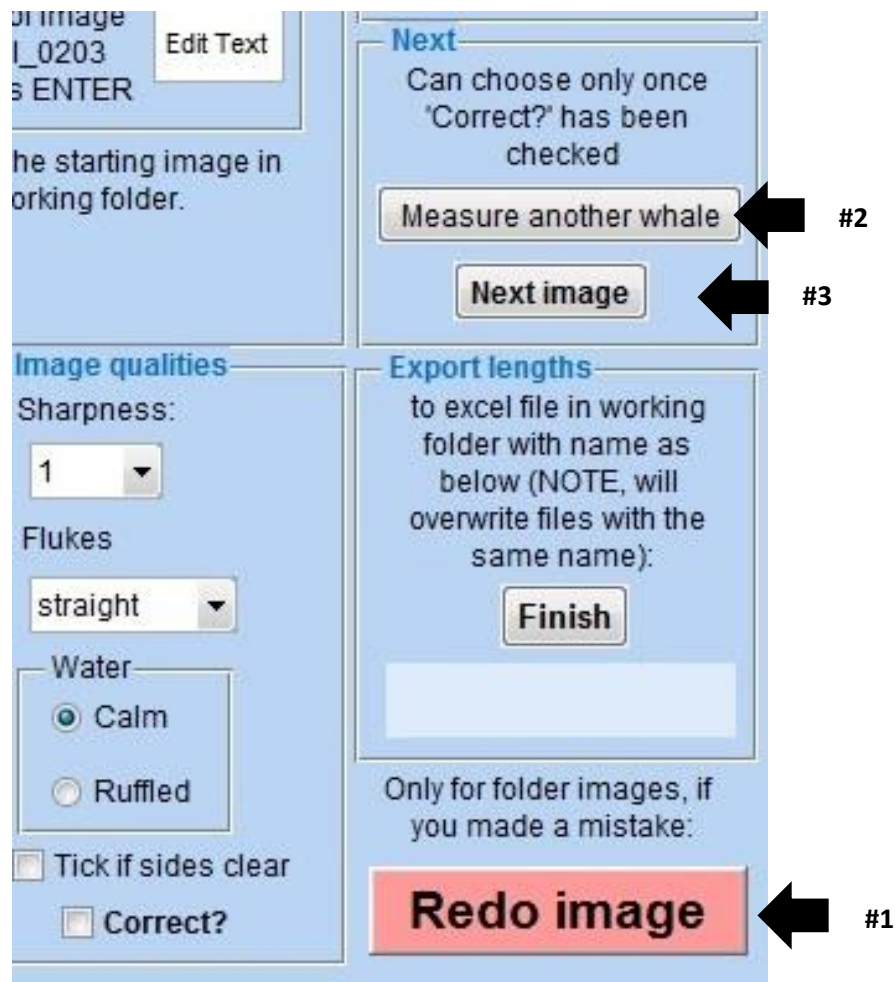 of image
I_0203
s ENTER
Edit Text
he starting image in
orking folder.
Next
Can choose only once
'Correct?' has been
checked
Measure another whale
#2
Next image
#3
Image qualities
Sharpness:
1
Flukes
straight
Water
Calm
Ruffled
Tick if sides clear
Correct?
Export lengths
to excel file in working
folder with name as
below (NOTE, will
overwrite files with the
same name):
Finish
Only for folder images, if
you made a mistake:
Redo image
#1